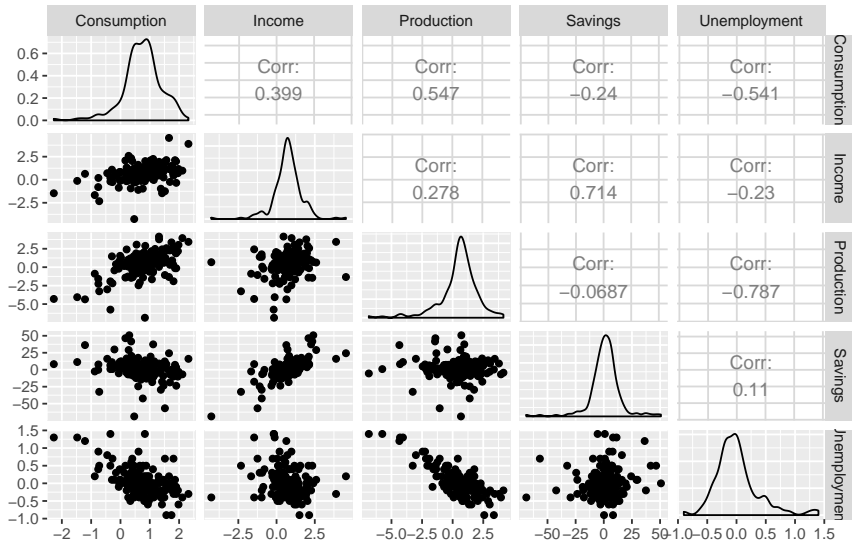 Consumption Income Production Savings Unemployment
0.6
0.4
0.2
0.0
Corr:
0.399
Corr:
0.547
Corr:
−0.24
Corr:
−0.541
Consumption
2.5
0.0
−2.5
Corr:
0.278
Corr:
0.714
Corr:
−0.23
Income
2.5
0.0
−2.5
−5.0
Corr:
−0.0687
Corr:
−0.787
Production
50
25
0
−25
−50
Corr:
0.11
Savings
1.5
1.0
0.5
0.0
−0.5
−1.0
Unemploymen
−2 −1 0 1 2 −2.5 0.0 2.5 −5.0 −2.5 0.0 2.5 −50 −25 0 25 50 −1.0 −0.5 0.0 0.5 1.0 1.5